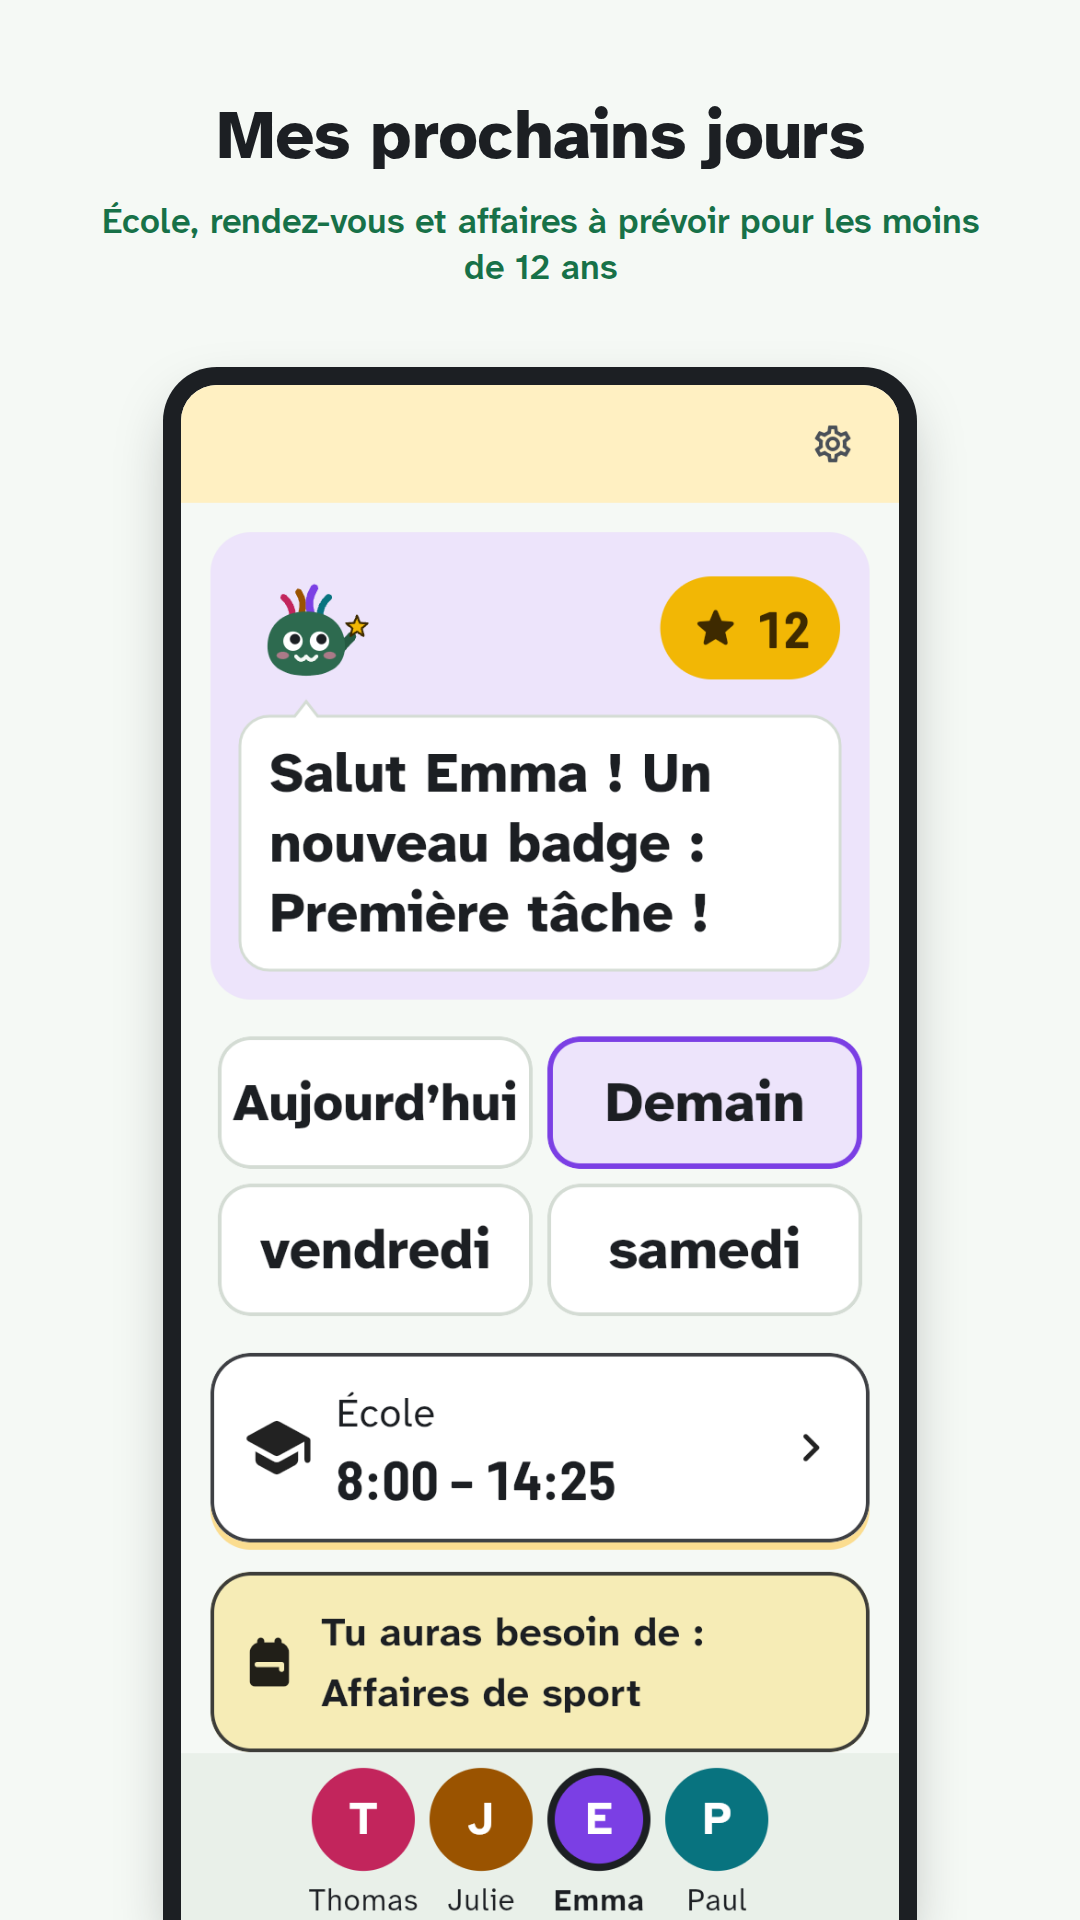 Mes prochains jours
École, rendez-vous et affaires à prévoir pour les moins
de 12 ans
12
Salut Emma ! Un
nouveau badge :
Première tâche !
Aujourd’hui
Demain
vendredi
samedi
École
8:00 – 14:25
Tu auras besoin de :
Affaires de sport
T
J
E
P
Thomas
Julie
Emma
Paul